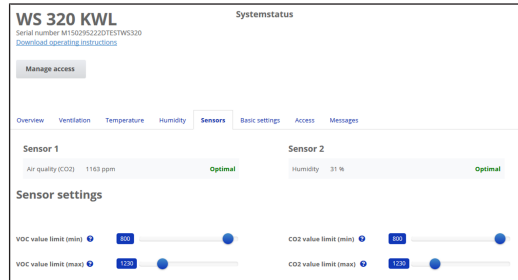 WS 320 KWL
Systemstatus
Serial number M150295222DTESTWS320
Download operating instructions
Manage access
Overview Ventilation Temperature Humidity Sensors Basic settings Access Messages
Sensor 1 Sensor 2
Air quality (CO2) 1163 ppm Optimal Humidity 31 % Optimal
Sensor settings
VOC value limit (min) ? 800 CO2 value limit (min) ? 800
VOC value limit (max) ? 1230 CO2 value limit (max) ? 1230